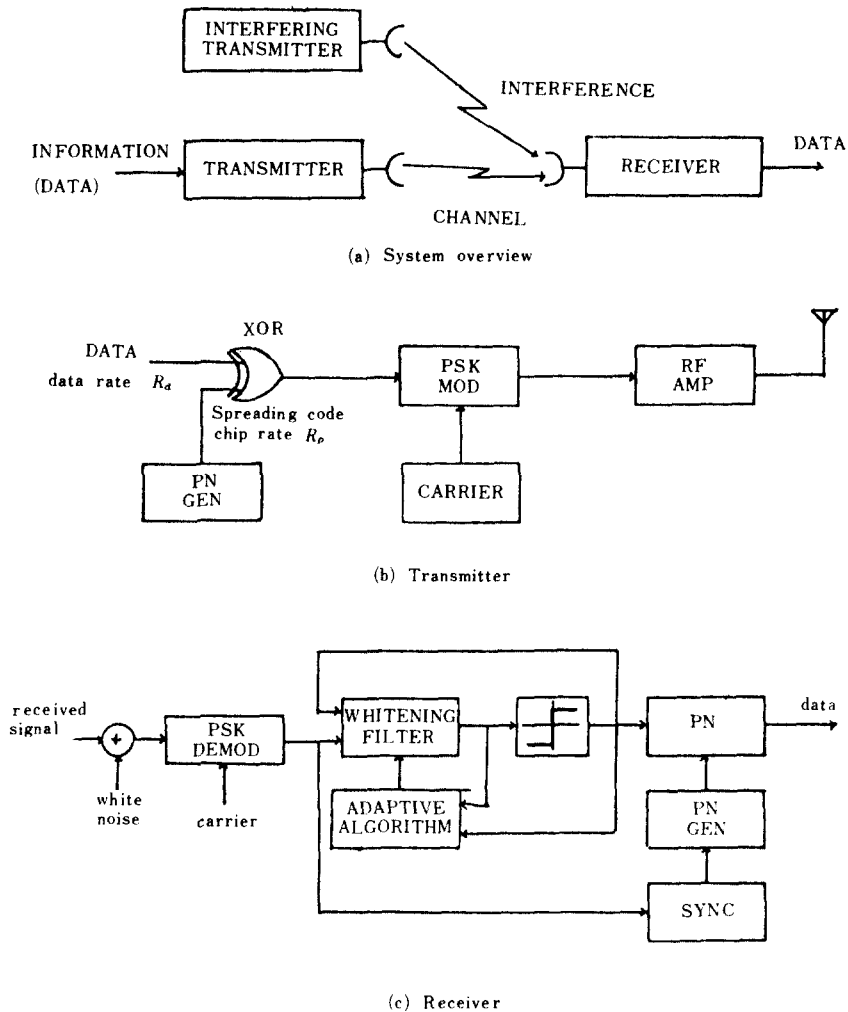 INTERFERING
TRANSMITTER
INTERFERENCE
INFORMATION
(DATA)
TRANSMITTER
RECEIVER
DATA
CHANNEL
(a) System overview
XOR
DATA
data rate R_d
Spreading code
chip rate R_p
PN
GEN
PSK
MOD
CARRIER
RF
AMP
(b) Transmitter
received
signal
+
white
noise
PSK
DEMOD
carrier
WHITENING
FILTER
ADAPTIVE
ALGORITHM
PN
data
PN
GEN
SYNC
(c) Receiver